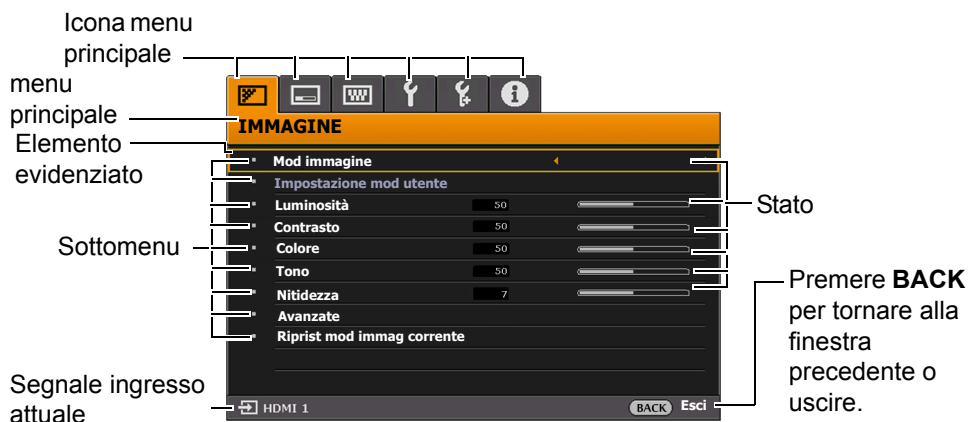 Icona menu
principale
menu
principale
Elemento
evidenziato
Sottomenu
Segnale ingresso
attuale
IMMAGINE
Mod immagine
Impostazione mod utente
Luminosità 50
Contrasto 50
Colore 50
Tono 50
Nitidezza 7
Avanzate
Riprist mod immag corrente
HDMI 1
BACK Esci
Stato
Premere BACK
per tornare alla
finestra
precedente o
uscire.